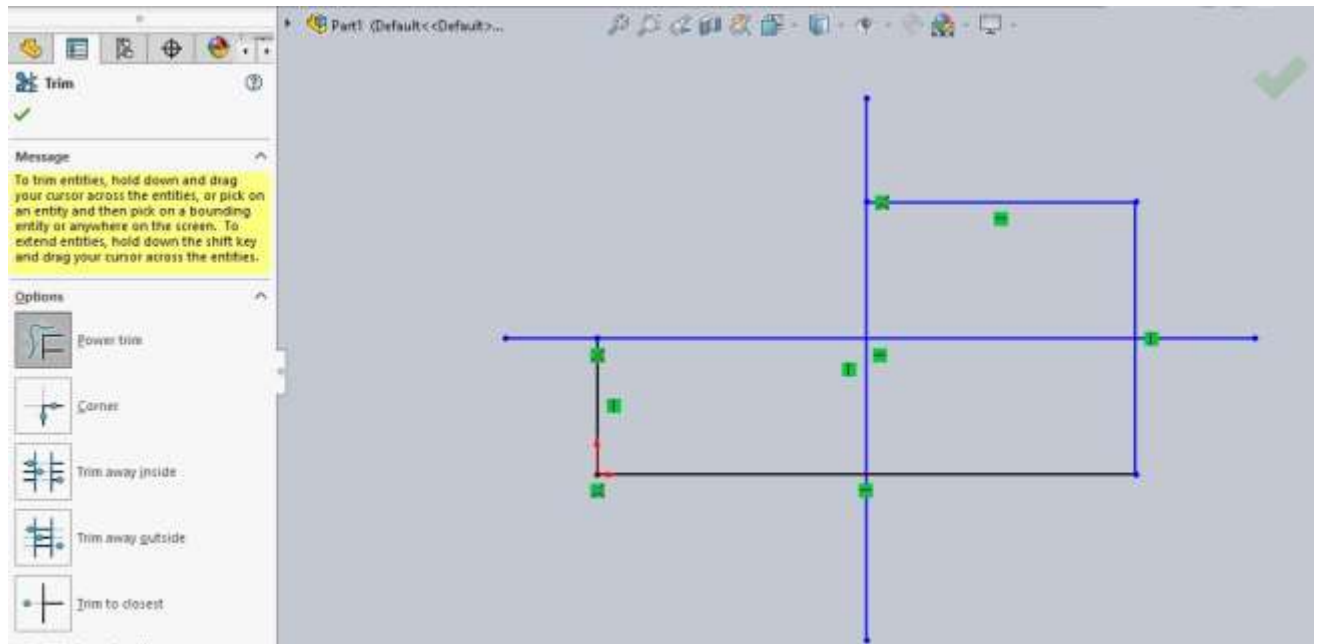 Part1 (Default<<Default>...
Trim
Message
To trim entities, hold down and drag
your cursor across the entities, or pick on
an entity and then pick on a bounding
entity or anywhere on the screen. To
extend entities, hold down the shift key
and drag your cursor across the entities.
Options
Power trim
Corner
Trim away inside
Trim away outside
Trim to closest